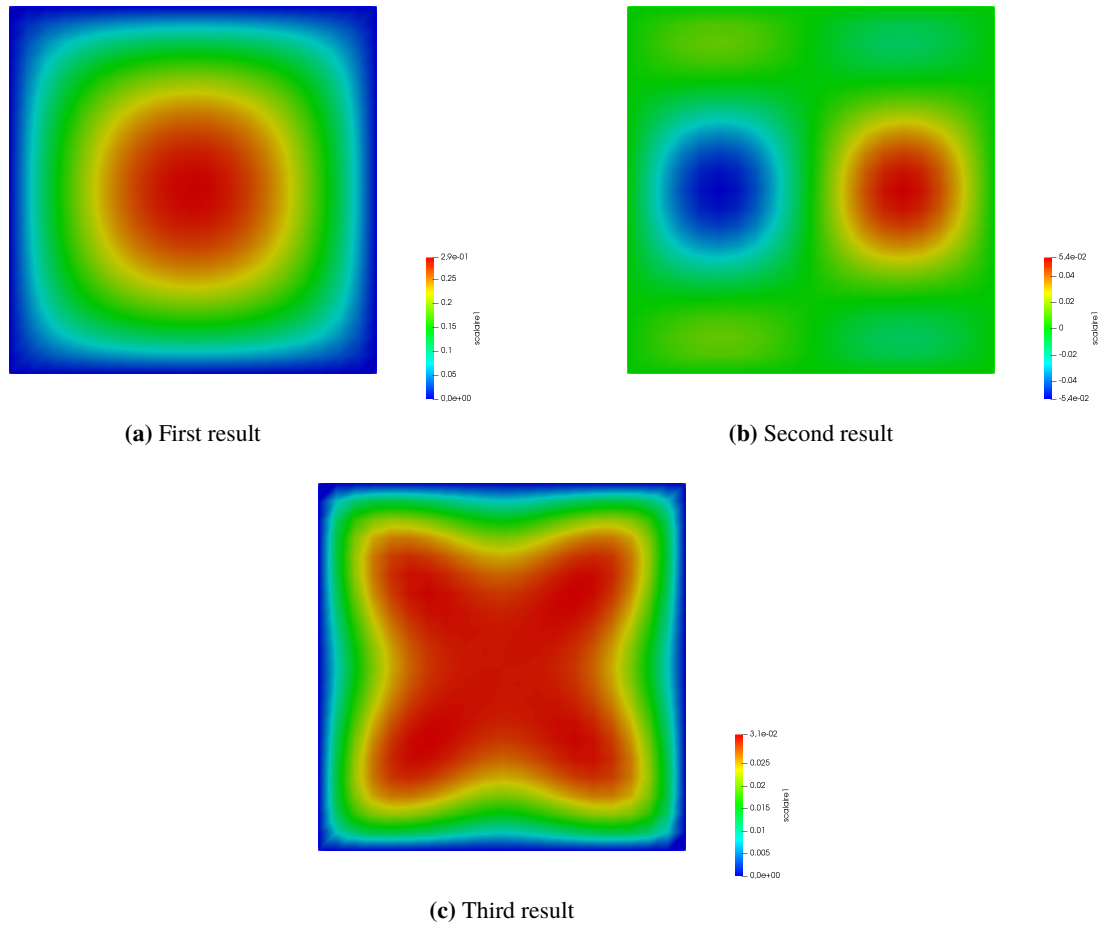 2,9e-01
0.25
0.2
0.15
0.1
0.05
0,0e+00
scalaire1
5,4e-02
0.04
0.02
0
-0.02
-0.04
-5,4e-02
scalaire1
(a) First result
(b) Second result
3,1e-02
0.025
0.02
0.015
0.01
0.005
0,0e+00
scalaire1
(c) Third result